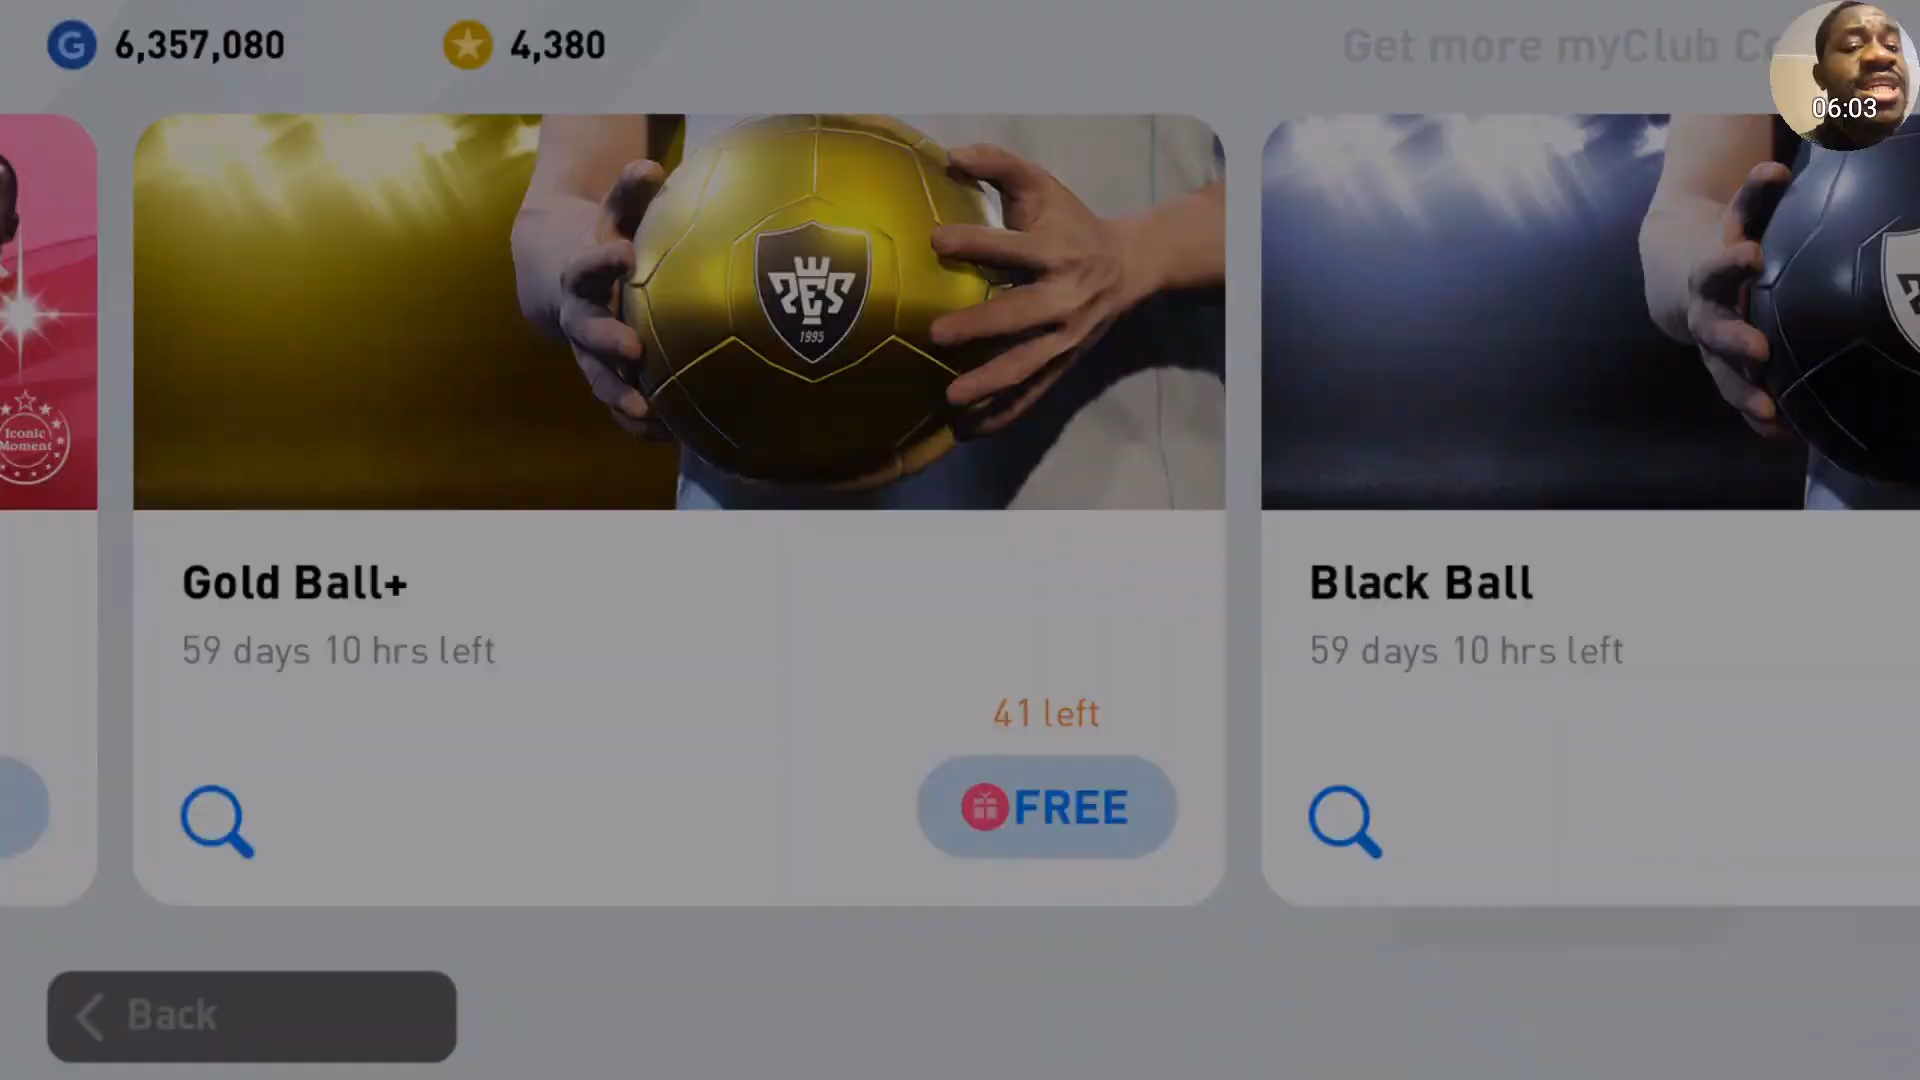 6,357,080
4,380
Get more myClub
06:03
Iconic
Moment
PES
1995
Gold Ball+
59 days 10 hrs left
41 left
FREE
Black Ball
59 days 10 hrs left
Back